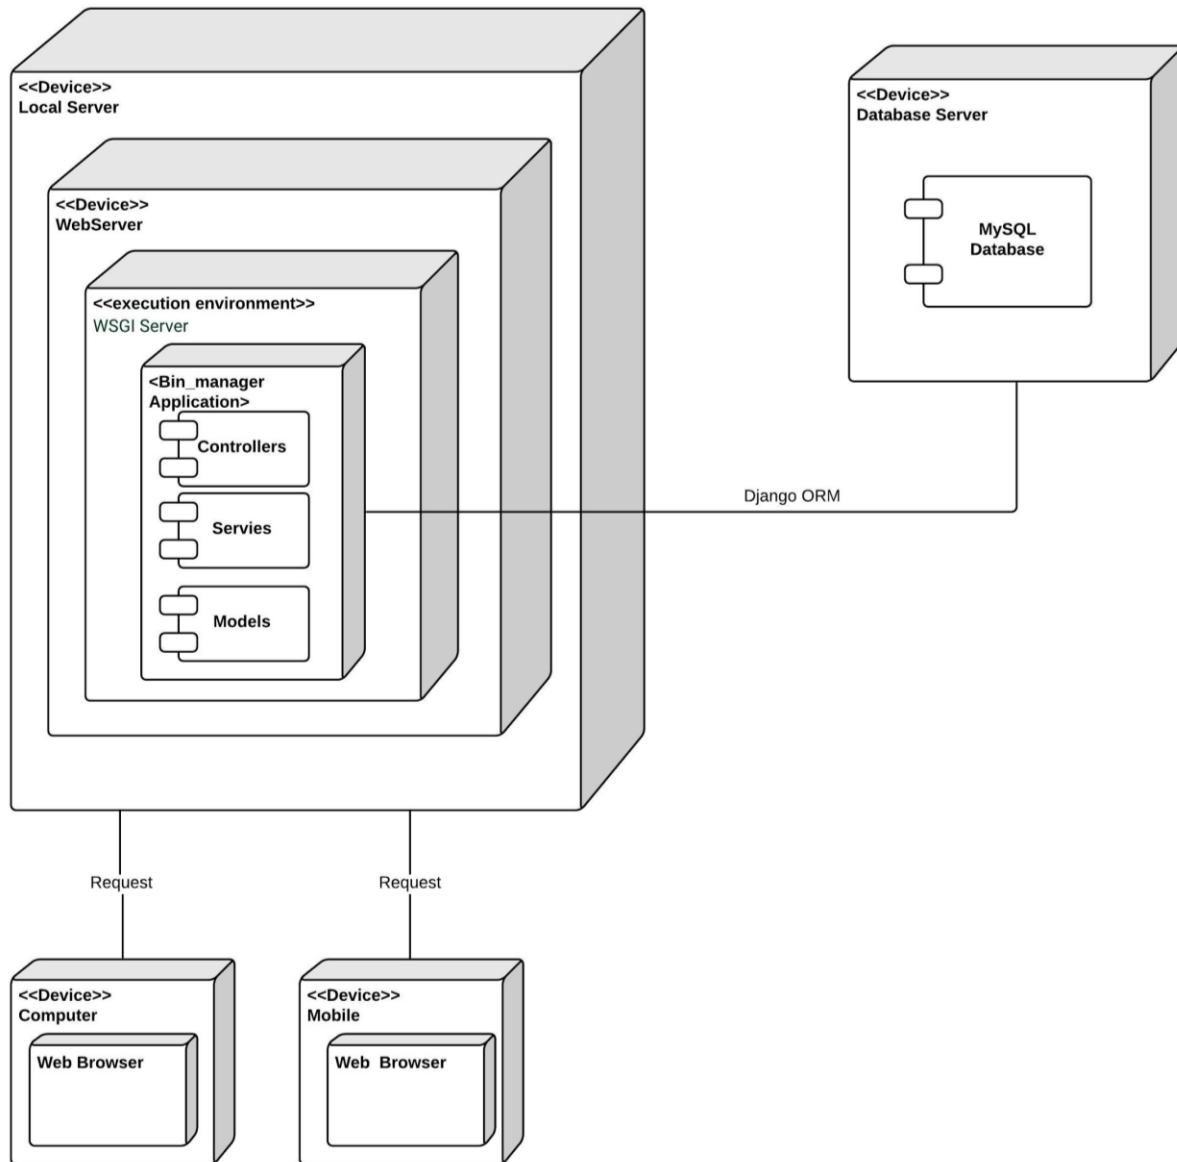 <<Device>>
Local Server
<<Device>>
WebServer
<<execution environment>>
WSGI Server
<Bin_manager
Application>
Controllers
Servies
Models
<<Device>>
Database Server
MySQL
Database
Django ORM
Request
Request
<<Device>>
Computer
Web Browser
<<Device>>
Mobile
Web  Browser